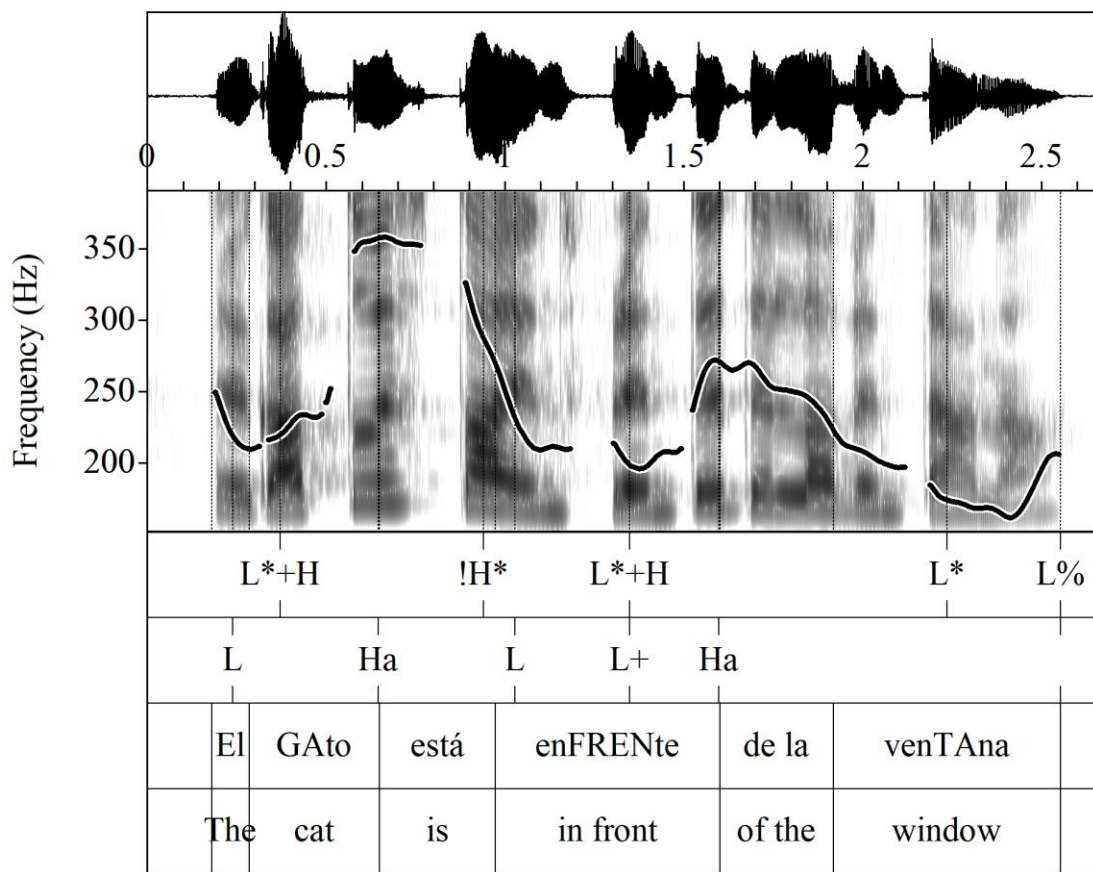 0 0.5 1 1.5 2 2.5
Frequency (Hz)
350
300
250
200
L*+H !H* L*+H L* L%
L Ha L L+ Ha
El GAto está enFRENte de la venTAna
The cat is in front of the window